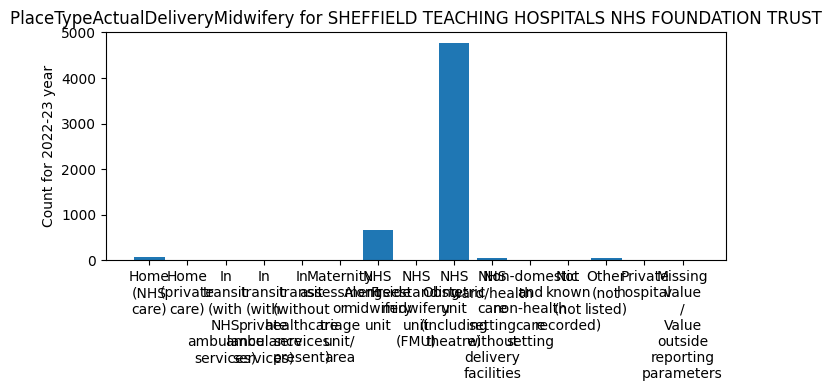 PlaceTypeActualDeliveryMidwifery for SHEFFIELD TEACHING HOSPITALS NHS FOUNDATION TRUST
Count for 2022-23 year
5000
4000
3000
2000
1000
0
Home
(NHS
care)
Home
(private
care)
In
transit
(with
NHS
ambulance
services)
In
transit
(with
private
ambulance
services)
In
transit
(without
healthcare
services
present)
Maternity
assessment
or
triage
unit/
area
NHS
Alongside
midwifery
unit
NHS
Freestanding
midwifery
unit
(FMU)
NHS
Obstetric
unit
(including
theatre)
NHS
ward/health
care
setting
without
delivery
facilities
Non-domestic
and
non-health
care
setting
Not
known
(not
recorded)
Other
(not
listed)
Private
hospital
Missing
value
/
Value
outside
reporting
parameters